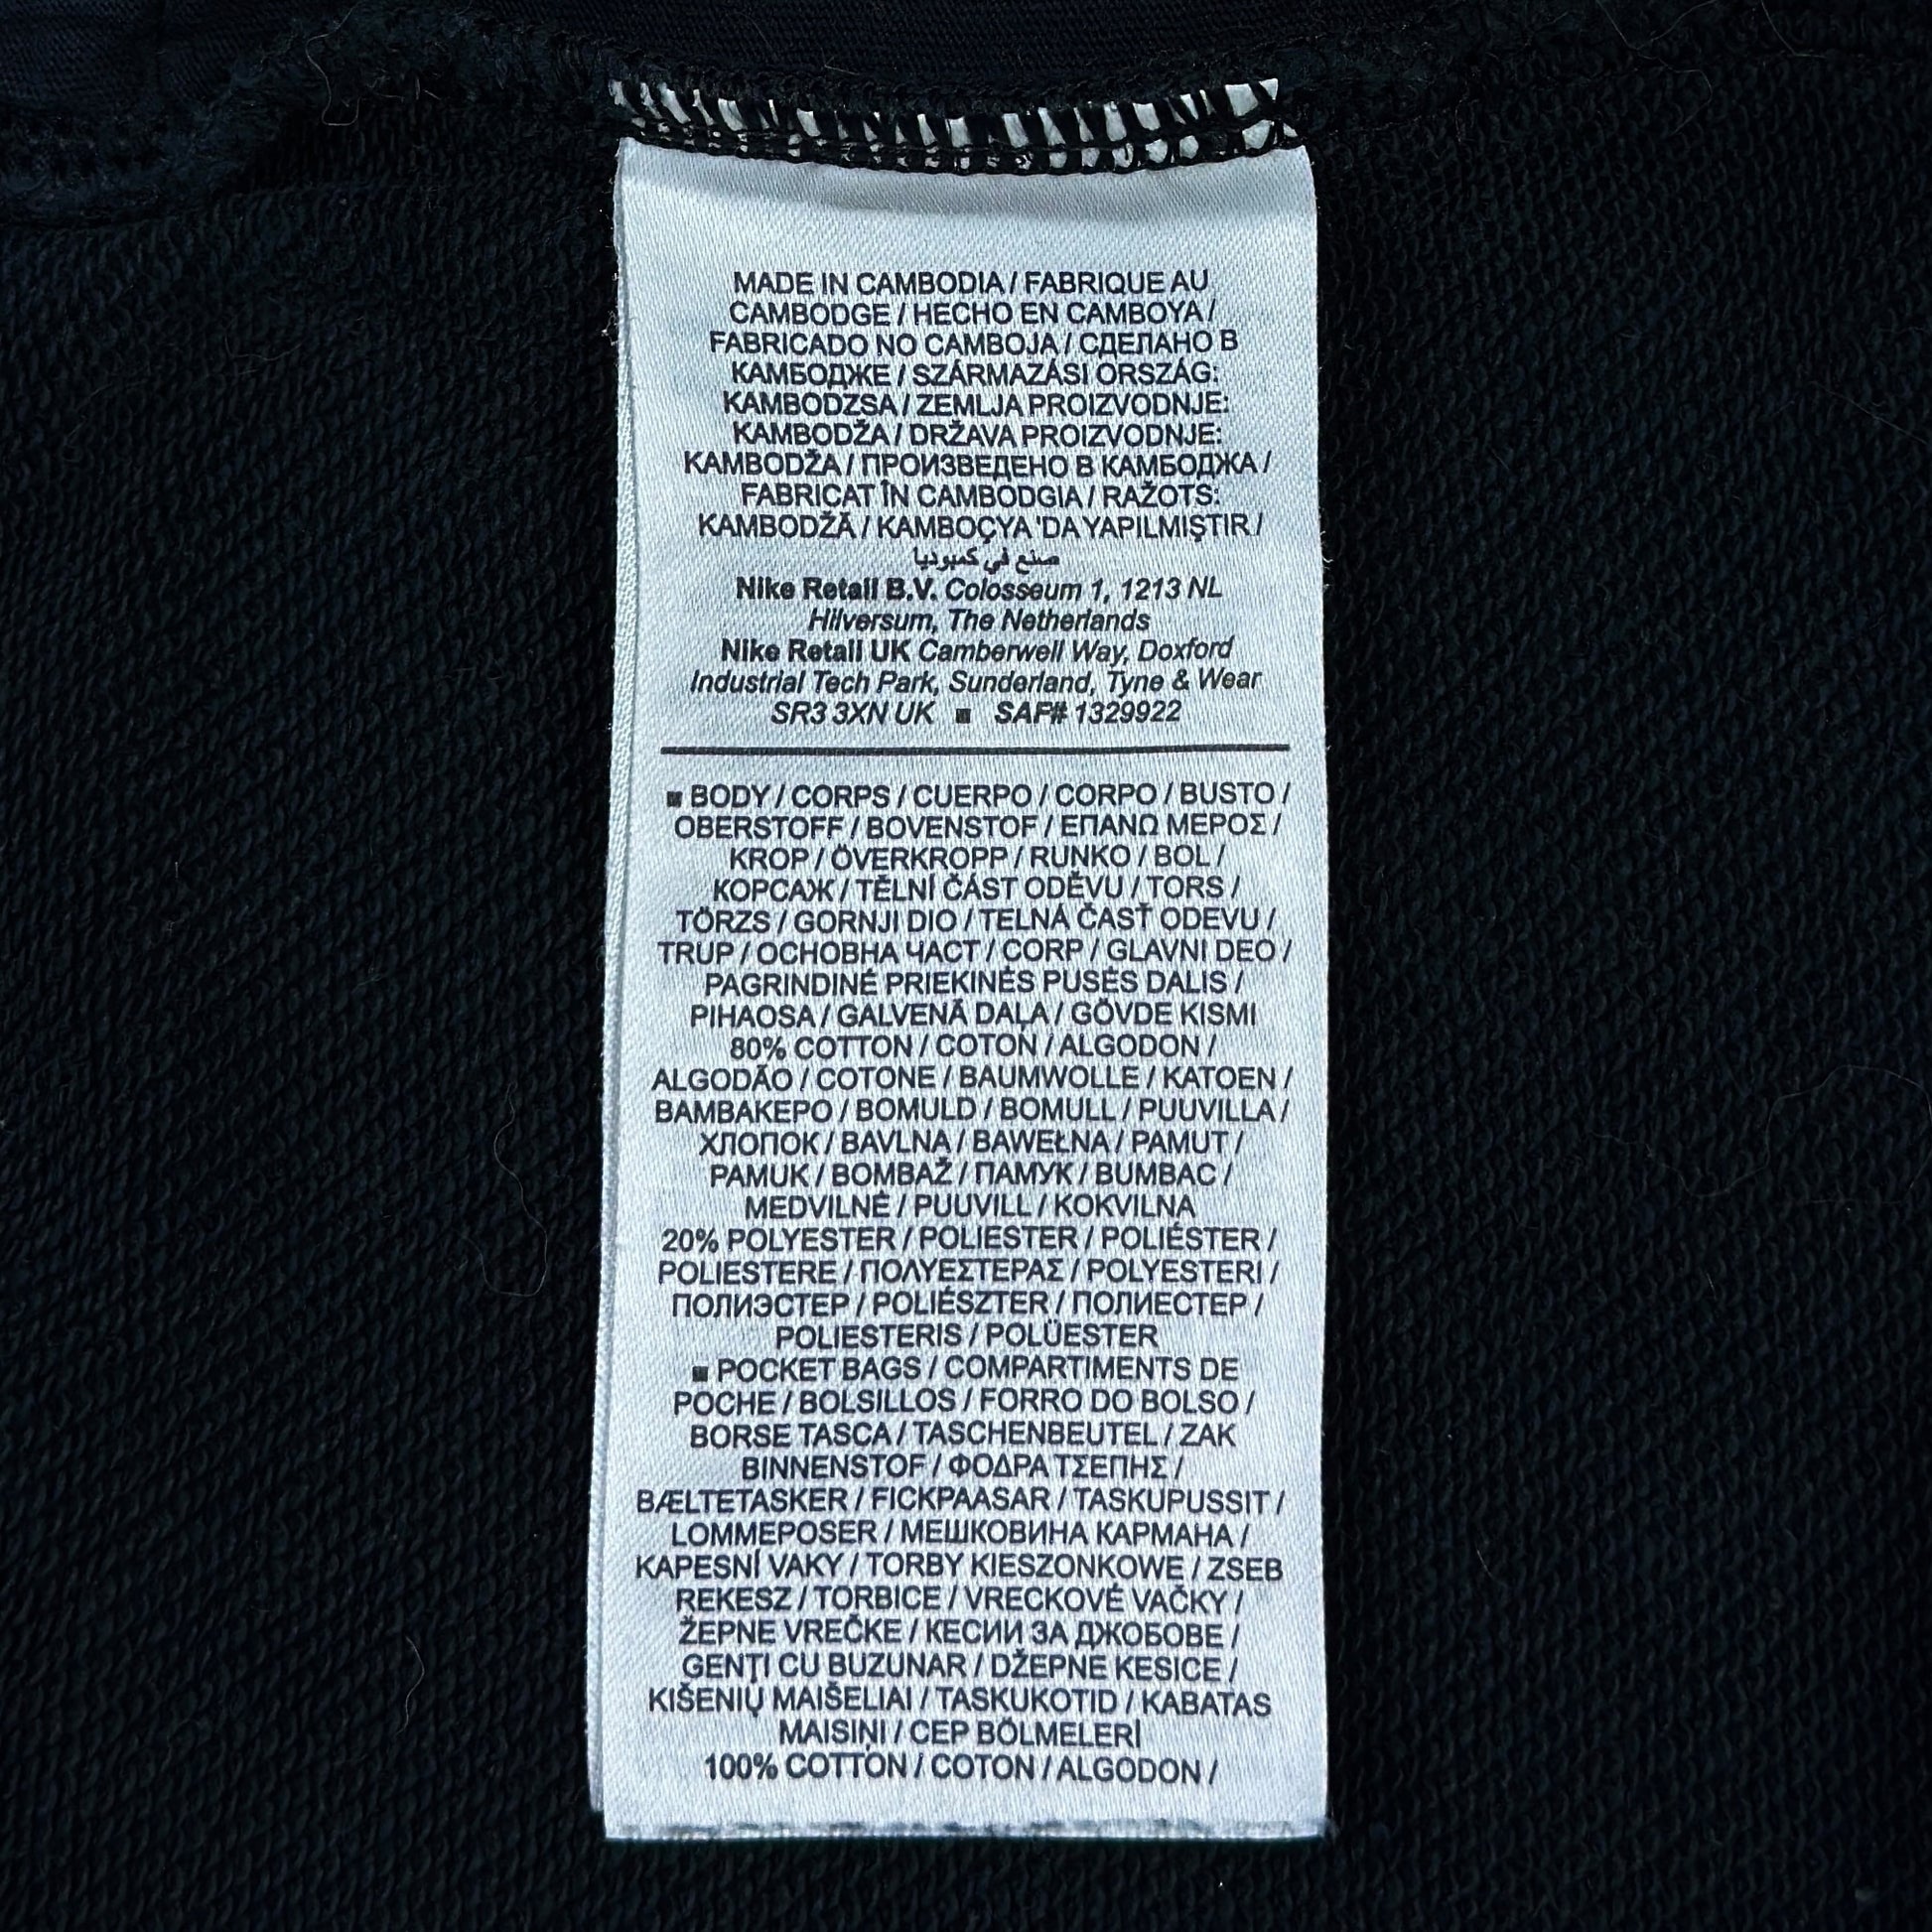 MADE IN CAMBODIA / FABRIQUE AU
CAMBODGE / HECHO EN CAMBOYA /
FABRICADO NO CAMBOJA / СДЕЛАНО В
КАМБОДЖЕ / SZÁRMAZÁSI ORSZÁG:
KAMBODZSA / ZEMLJA PROIZVODNJE:
KAMBODŽA / DRŽAVA PROIZVODNJE:
KAMBODŽA / ПРОИЗВЕДЕНО В КАМБОДЖА /
FABRICAT ÎN CAMBODGIA / RAŽOTS:
KAMBODŽĀ / KAMBOÇYA 'DA YAPILMIŞTIR /
صنع في كمبوديا
Nike Retail B.V. Colosseum 1, 1213 NL
Hilversum, The Netherlands
Nike Retail UK Camberwell Way, Doxford
Industrial Tech Park, Sunderland, Tyne & Wear
SR3 3XN UK ■ SAF# 1329922
■ BODY / CORPS / CUERPO / CORPO / BUSTO /
OBERSTOFF / BOVENSTOF / ΕΠΑΝΩ ΜΕΡΟΣ /
KROP / ÖVERKROPP / RUNKO / BOL /
КОРСАЖ / TĚLNÍ ČÁST ODĚVU / TORS /
TÖRZS / GORNJI DIO / TELNÁ ČASŤ ODEVU /
TRUP / ОСНОВНА ЧАСТ / CORP / GLAVNI DEO /
PAGRINDINĖ PRIEKINĖS PUSĖS DALIS /
PIHAOSA / GALVENĀ DAĻA / GÖVDE KISMI
80% COTTON / COTON / ALGODON /
ALGODÃO / COTONE / BAUMWOLLE / KATOEN /
ΒΑΜΒΑΚΕΡΟ / BOMULD / BOMULL / PUUVILLA /
ХЛОПОК / BAVLNA / BAWEŁNA / PAMUT /
PAMUK / BOMBAŽ / ПАМУК / BUMBAC /
MEDVILNĖ / PUUVILL / KOKVILNA
20% POLYESTER / POLIESTER / POLIÉSTER /
POLIESTERE / ΠΟΛΥΕΣΤΕΡΑΣ / POLYESTERI /
ПОЛИЭСТЕР / POLIÉSZTER / ПОЛИЕСТЕР /
POLIESTERIS / POLÜESTER
■ POCKET BAGS / COMPARTIMENTS DE
POCHE / BOLSILLOS / FORRO DO BOLSO /
BORSE TASCA / TASCHENBEUTEL / ZAK
BINNENSTOF / ΦΟΔΡΑ ΤΣΕΠΗΣ /
BÆLTETASKER / FICKPAASAR / TASKUPUSSIT /
LOMMEPOSER / МЕШКОВИНА КАРМАНА /
KAPESNÍ VAKY / TORBY KIESZONKOWE / ZSEB
REKESZ / TORBICE / VRECKOVÉ VAČKY /
ŽEPNE VREČKE / КЕСИИ ЗА ДЖОБОВЕ /
GENŢI CU BUZUNAR / DŽEPNE KESICE /
KIŠENIŲ MAIŠELIAI / TASKUKOTID / KABATAS
MAISIŅI / CEP BÖLMELERİ
100% COTTON / COTON / ALGODON /